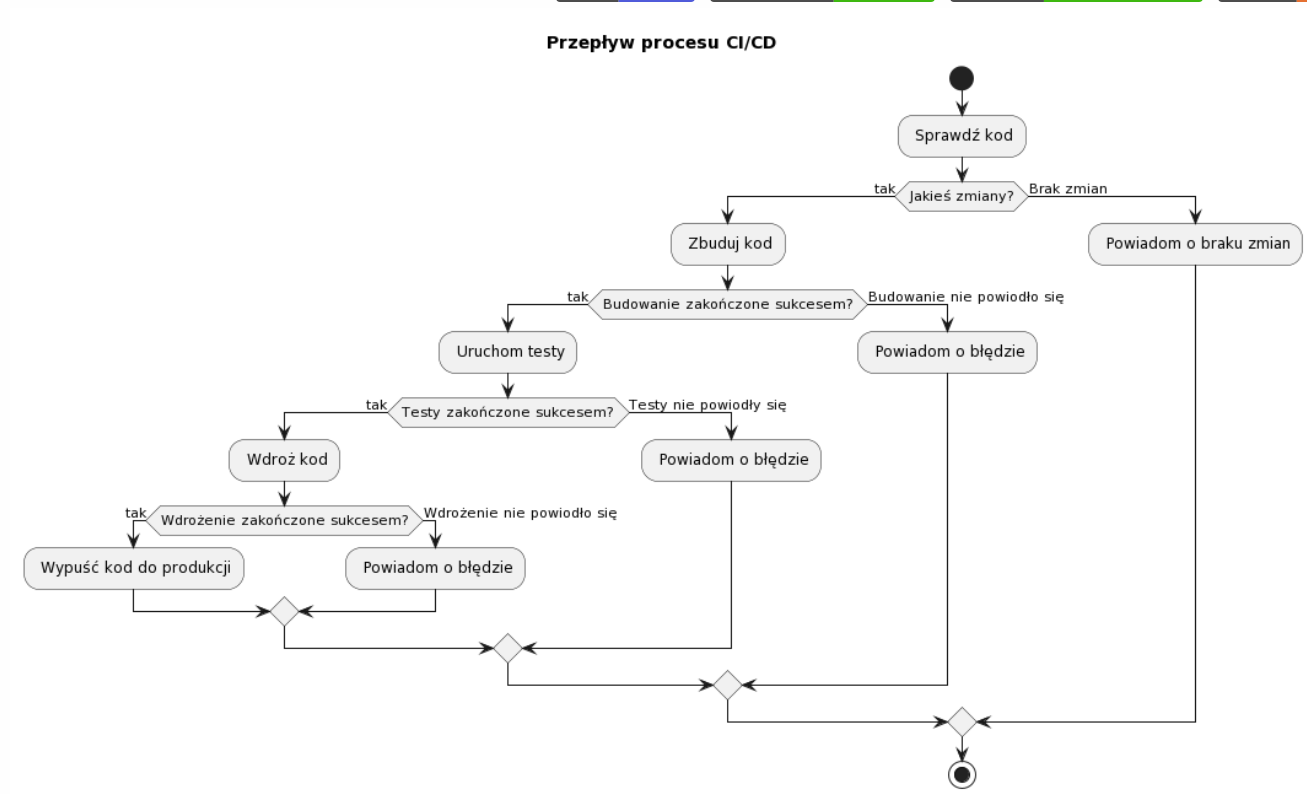 Przepływ procesu CI/CD
Sprawdź kod
tak
Jakieś zmiany?
Brak zmian
Zbuduj kod
Powiadom o braku zmian
tak
Budowanie zakończone sukcesem?
Budowanie nie powiodło się
Uruchom testy
Powiadom o błędzie
tak
Testy zakończone sukcesem?
Testy nie powiodły się
Wdroż kod
Powiadom o błędzie
tak
Wdrożenie zakończone sukcesem?
Wdrożenie nie powiodło się
Wypuść kod do produkcji
Powiadom o błędzie